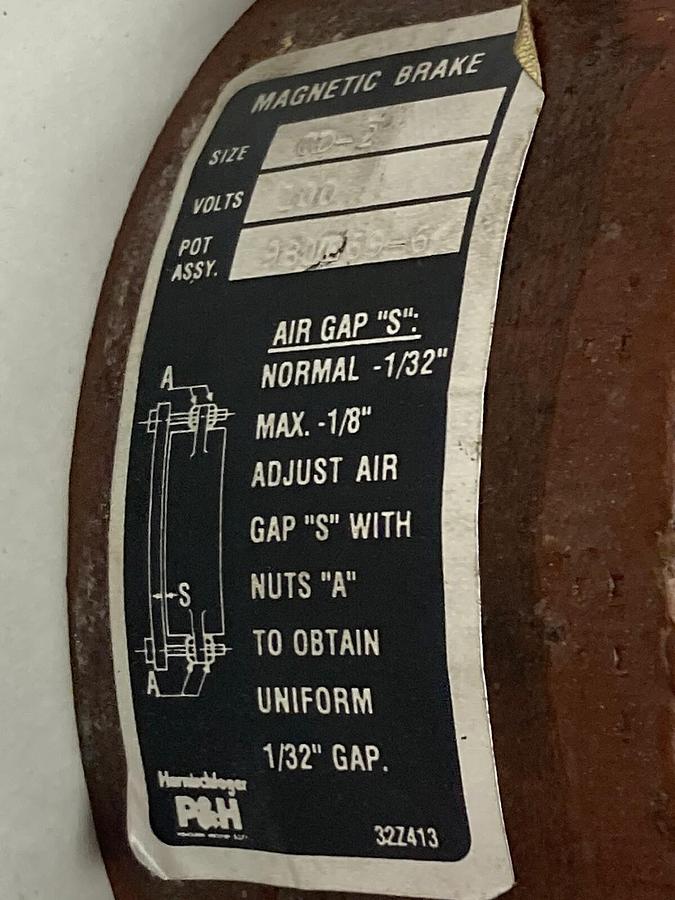 MAGNETIC BRAKE
SIZE
VOLTS
POT
ASSY.
AIR GAP "S":
NORMAL -1/32"
MAX. -1/8"
ADJUST AIR
GAP "S" WITH
NUTS "A"
TO OBTAIN
UNIFORM
1/32" GAP.
A
S
A
Harnischfeger
P&H
32Z413